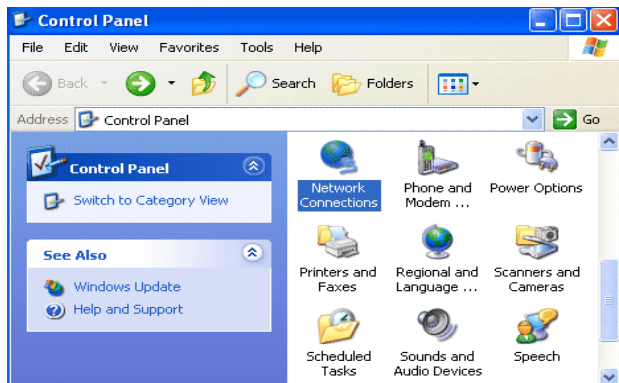 Control Panel
File Edit View Favorites Tools Help
Back Search Folders
Address Control Panel Go
Control Panel
Switch to Category View
See Also
Windows Update
Help and Support
Network Connections
Phone and Modem ...
Power Options
Printers and Faxes
Regional and Language ...
Scanners and Cameras
Scheduled Tasks
Sounds and Audio Devices
Speech